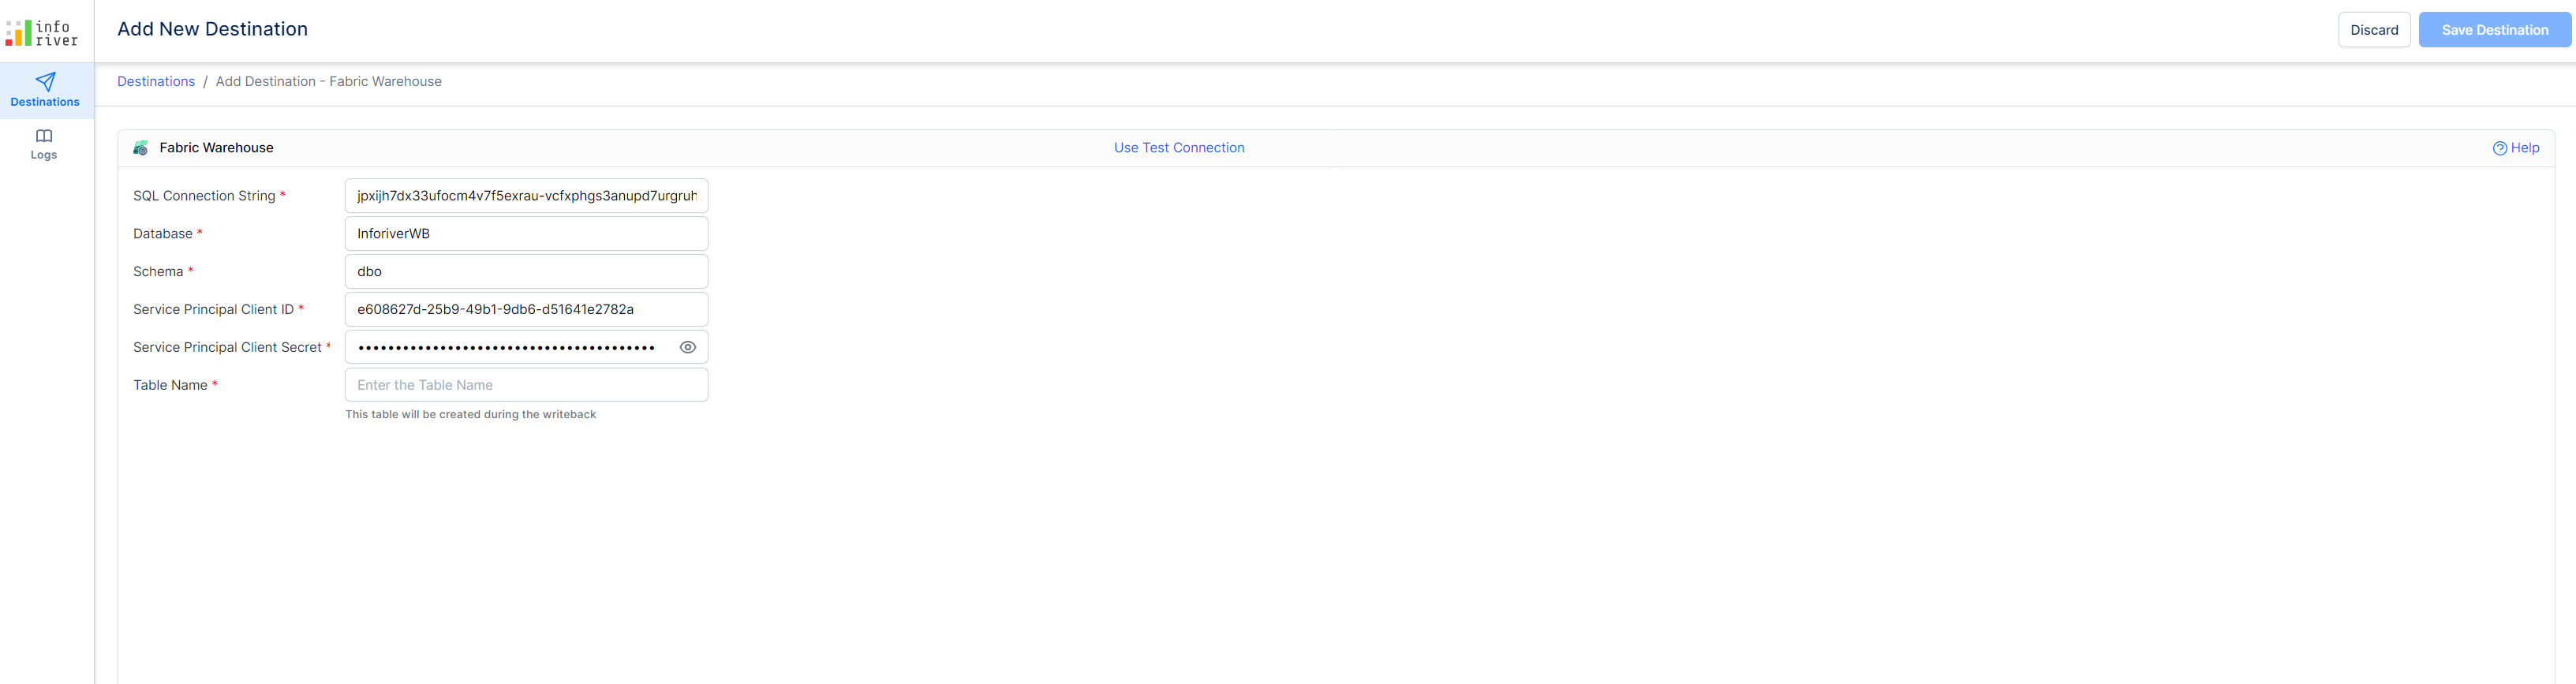 info
river
Add New Destination
Discard
Save Destination
Destinations
Logs
Destinations / Add Destination - Fabric Warehouse
Fabric Warehouse
Use Test Connection
Help
SQL Connection String *
jpxijh7dx33ufocm4v7f5exrau-vcfxphgs3anupd7urgruh
Database *
InforiverWB
Schema *
dbo
Service Principal Client ID *
e608627d-25b9-49b1-9db6-d51641e2782a
Service Principal Client Secret *
Table Name *
Enter the Table Name
This table will be created during the writeback